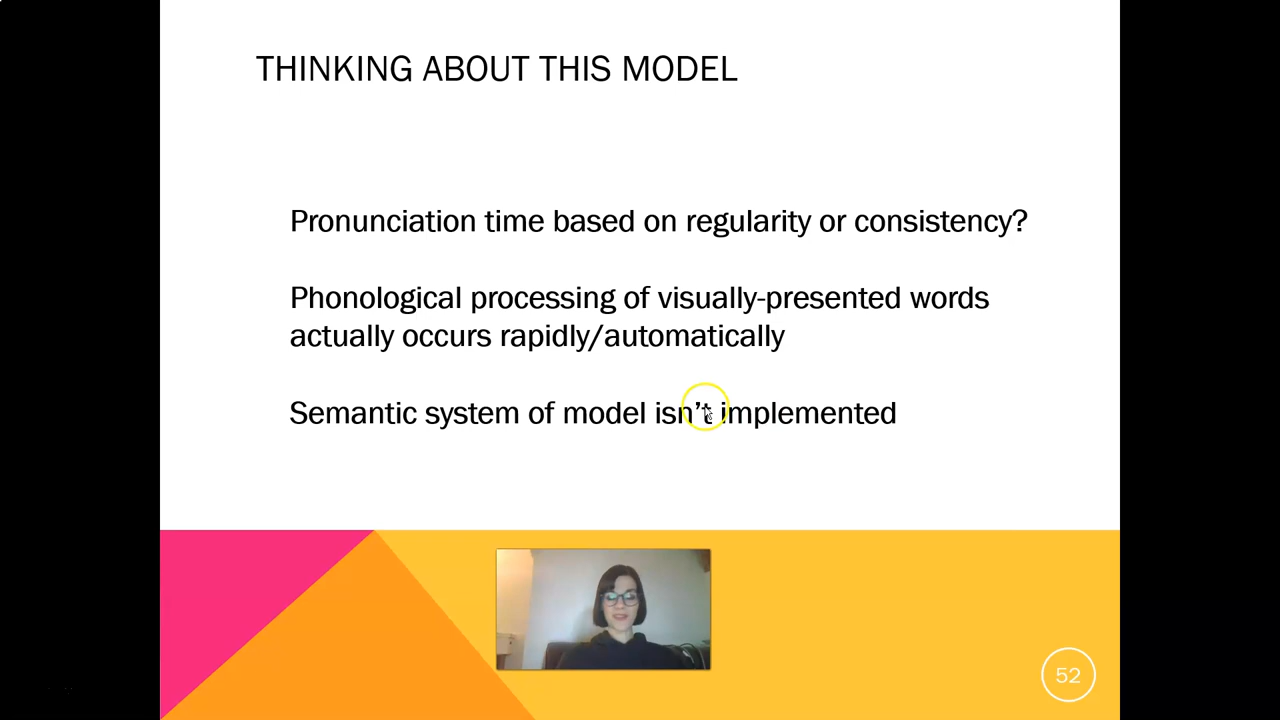 THINKING ABOUT THIS MODEL
Pronunciation time based on regularity or consistency?
Phonological processing of visually-presented words
actually occurs rapidly/automatically
Semantic system of model isn't implemented
52